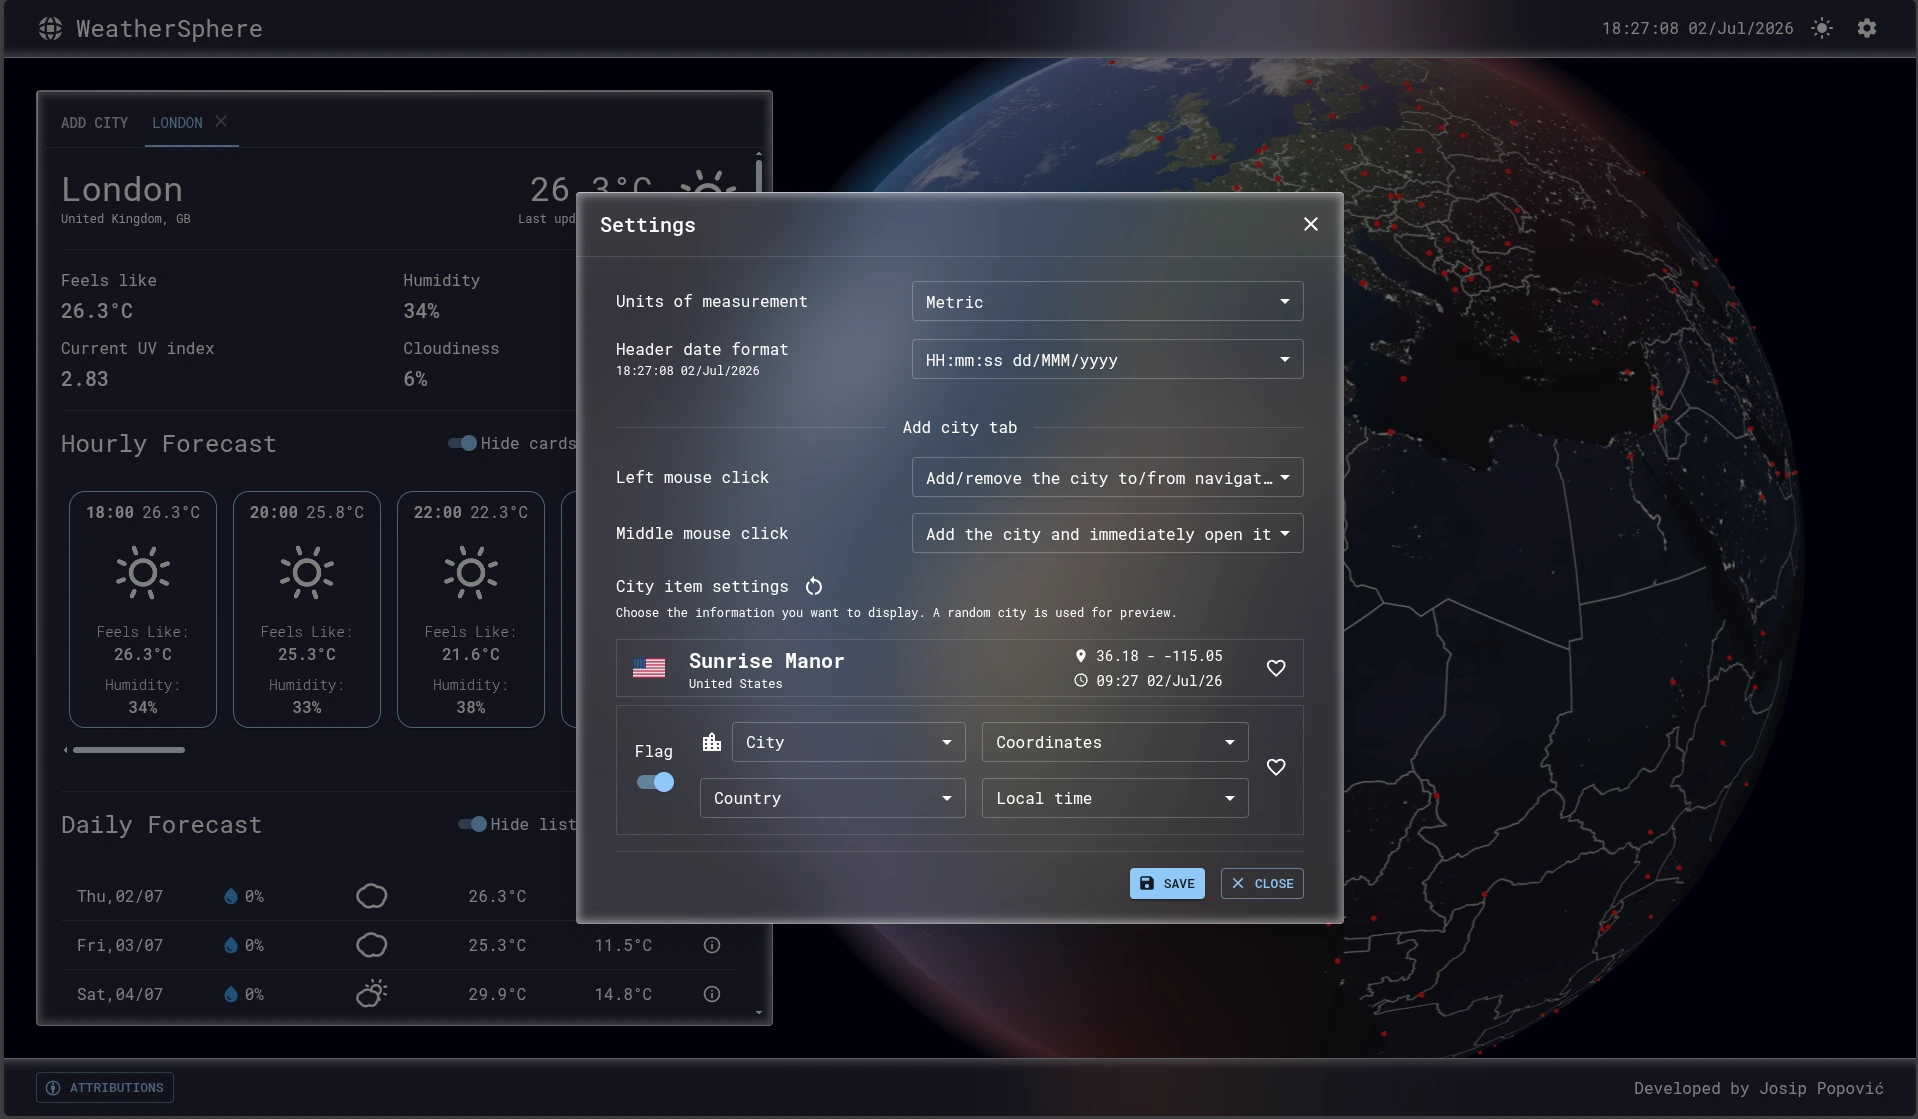 WeatherSphere
18:27:08 02/Jul/2026
ADD CITY
LONDON
London
United Kingdom, GB
26.3°C
Last upd
Feels like
26.3°C
Humidity
34%
Current UV index
2.83
Cloudiness
6%
Hourly Forecast
Hide cards
18:00 26.3°C
Feels Like:
26.3°C
Humidity:
34%
20:00 25.8°C
Feels Like:
25.3°C
Humidity:
33%
22:00 22.3°C
Feels Like:
21.6°C
Humidity:
38%
Daily Forecast
Hide list
Thu,02/07 0% 26.3°C
Fri,03/07 0% 25.3°C 11.5°C
Sat,04/07 0% 29.9°C 14.8°C
Settings
Units of measurement
Metric
Header date format
18:27:08 02/Jul/2026
HH:mm:ss dd/MMM/yyyy
Add city tab
Left mouse click
Add/remove the city to/from navigat…
Middle mouse click
Add the city and immediately open it
City item settings
Choose the information you want to display. A random city is used for preview.
Sunrise Manor
United States
36.18 - -115.05
09:27 02/Jul/26
Flag
City
Coordinates
Country
Local time
SAVE
CLOSE
ATTRIBUTIONS
Developed by Josip Popović